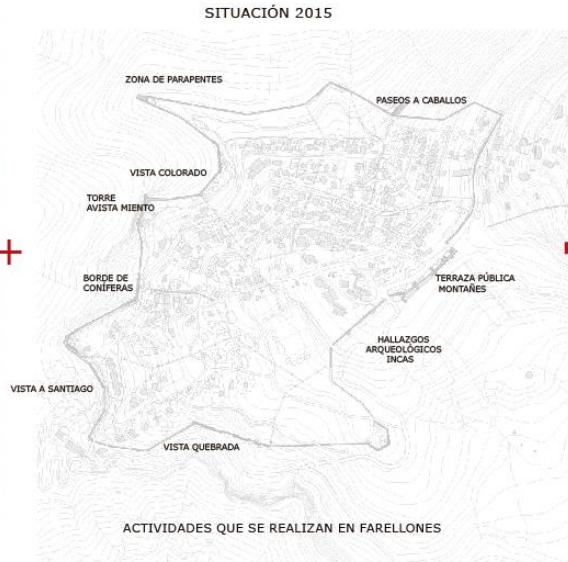 SITUACIÓN 2015
ZONA DE PARAPENTES
PASEOS A CABALLOS
VISTA COLORADO
TORRE
AVISTA MIENTO
BORDE DE
CONÍFERAS
TERRAZA PÚBLICA
MONTAÑES
HALLAZGOS
ARQUEOLÓGICOS
INCAS
VISTA A SANTIAGO
VISTA QUEBRADA
ACTIVIDADES QUE SE REALIZAN EN FARELLONES